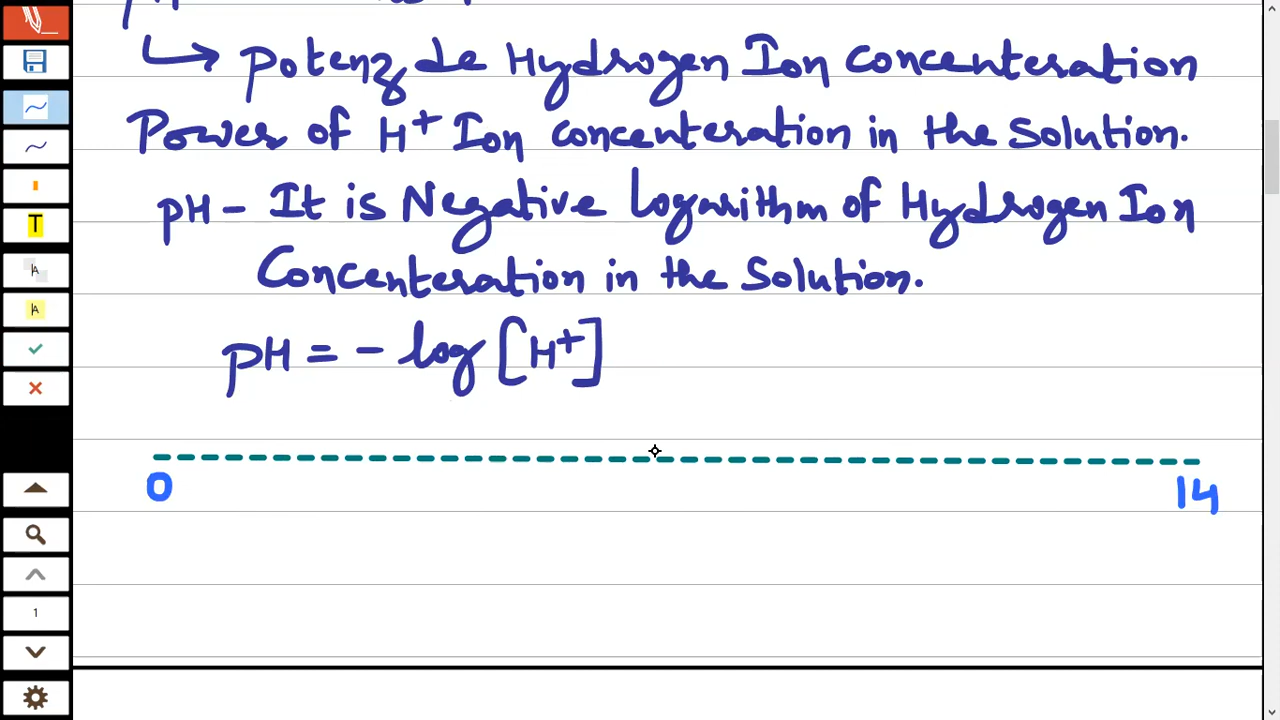 pH
↳ potenz de Hydrogen Ion Concenteration
Power of H+ Ion concenteration in the Solution.
pH - It is Negative logarithm of Hydrogen Ion
Concenteration in the Solution.
pH = - log [H+]
0 14
T
A
A
1